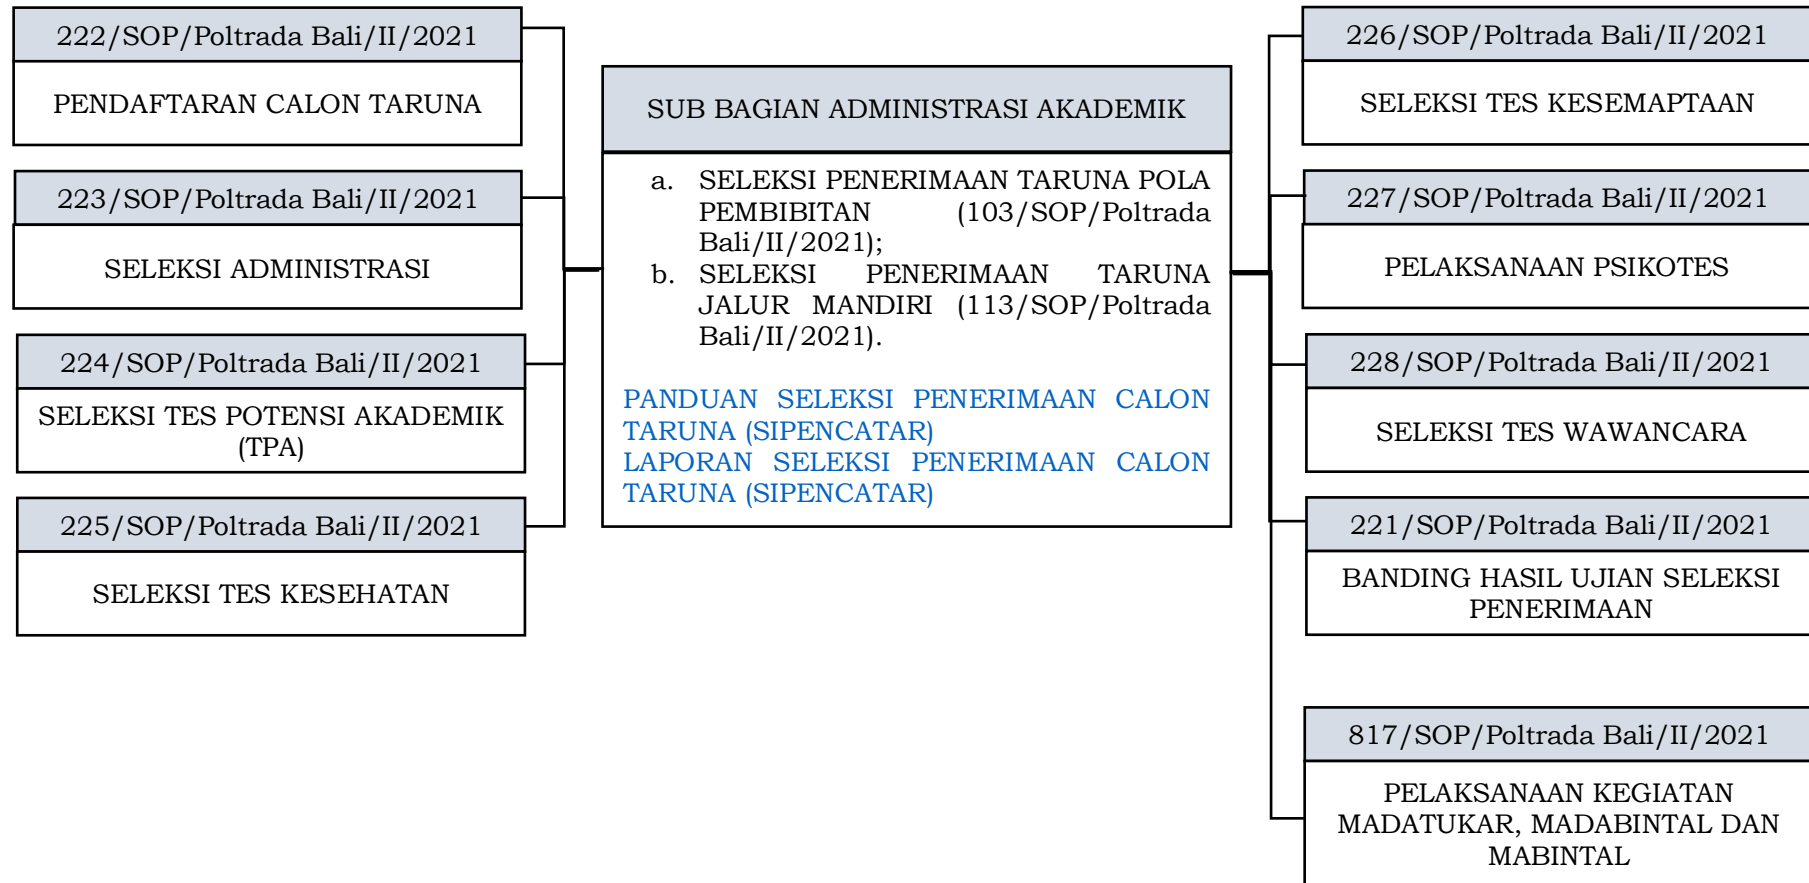 222/SOP/Poltrada Bali/II/2021
PENDAFTARAN CALON TARUNA
223/SOP/Poltrada Bali/II/2021
SELEKSI ADMINISTRASI
224/SOP/Poltrada Bali/II/2021
SELEKSI TES POTENSI AKADEMIK
(TPA)
225/SOP/Poltrada Bali/II/2021
SELEKSI TES KESEHATAN
SUB BAGIAN ADMINISTRASI AKADEMIK
a. SELEKSI PENERIMAAN TARUNA POLA
PEMBIBITAN (103/SOP/Poltrada
Bali/II/2021);
b. SELEKSI PENERIMAAN TARUNA
JALUR MANDIRI (113/SOP/Poltrada
Bali/II/2021).
PANDUAN SELEKSI PENERIMAAN CALON
TARUNA (SIPENCATAR)
LAPORAN SELEKSI PENERIMAAN CALON
TARUNA (SIPENCATAR)
226/SOP/Poltrada Bali/II/2021
SELEKSI TES KESEMAPTAAN
227/SOP/Poltrada Bali/II/2021
PELAKSANAAN PSIKOTES
228/SOP/Poltrada Bali/II/2021
SELEKSI TES WAWANCARA
221/SOP/Poltrada Bali/II/2021
BANDING HASIL UJIAN SELEKSI
PENERIMAAN
817/SOP/Poltrada Bali/II/2021
PELAKSANAAN KEGIATAN
MADATUKAR, MADABINTAL DAN
MABINTAL